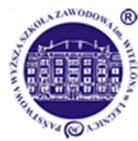 PAŃSTWOWA WYŻSZA SZKOŁA ZAWODOWA im. WITELONA w LEGNICY
®